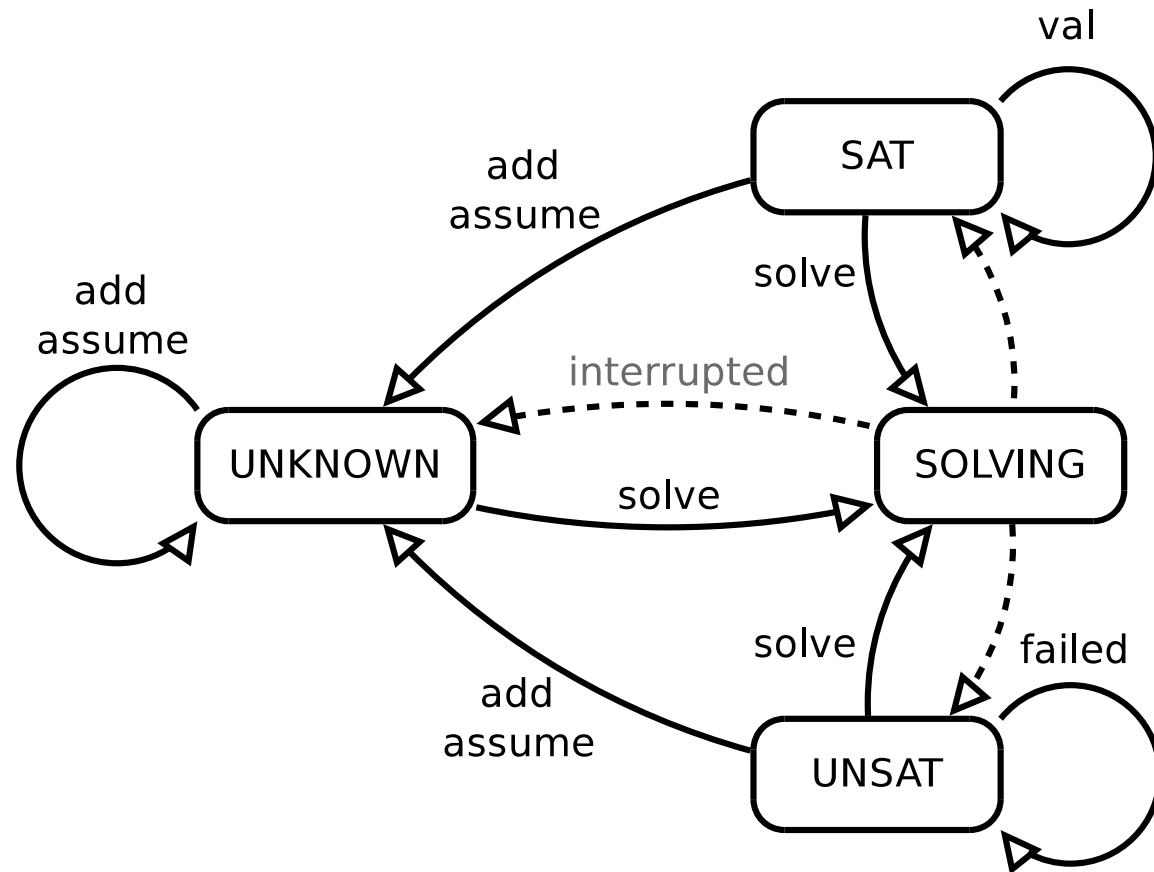 val
SAT
add
assume
solve
add
assume
interrupted
UNKNOWN
SOLVING
solve
solve
failed
add
assume
UNSAT